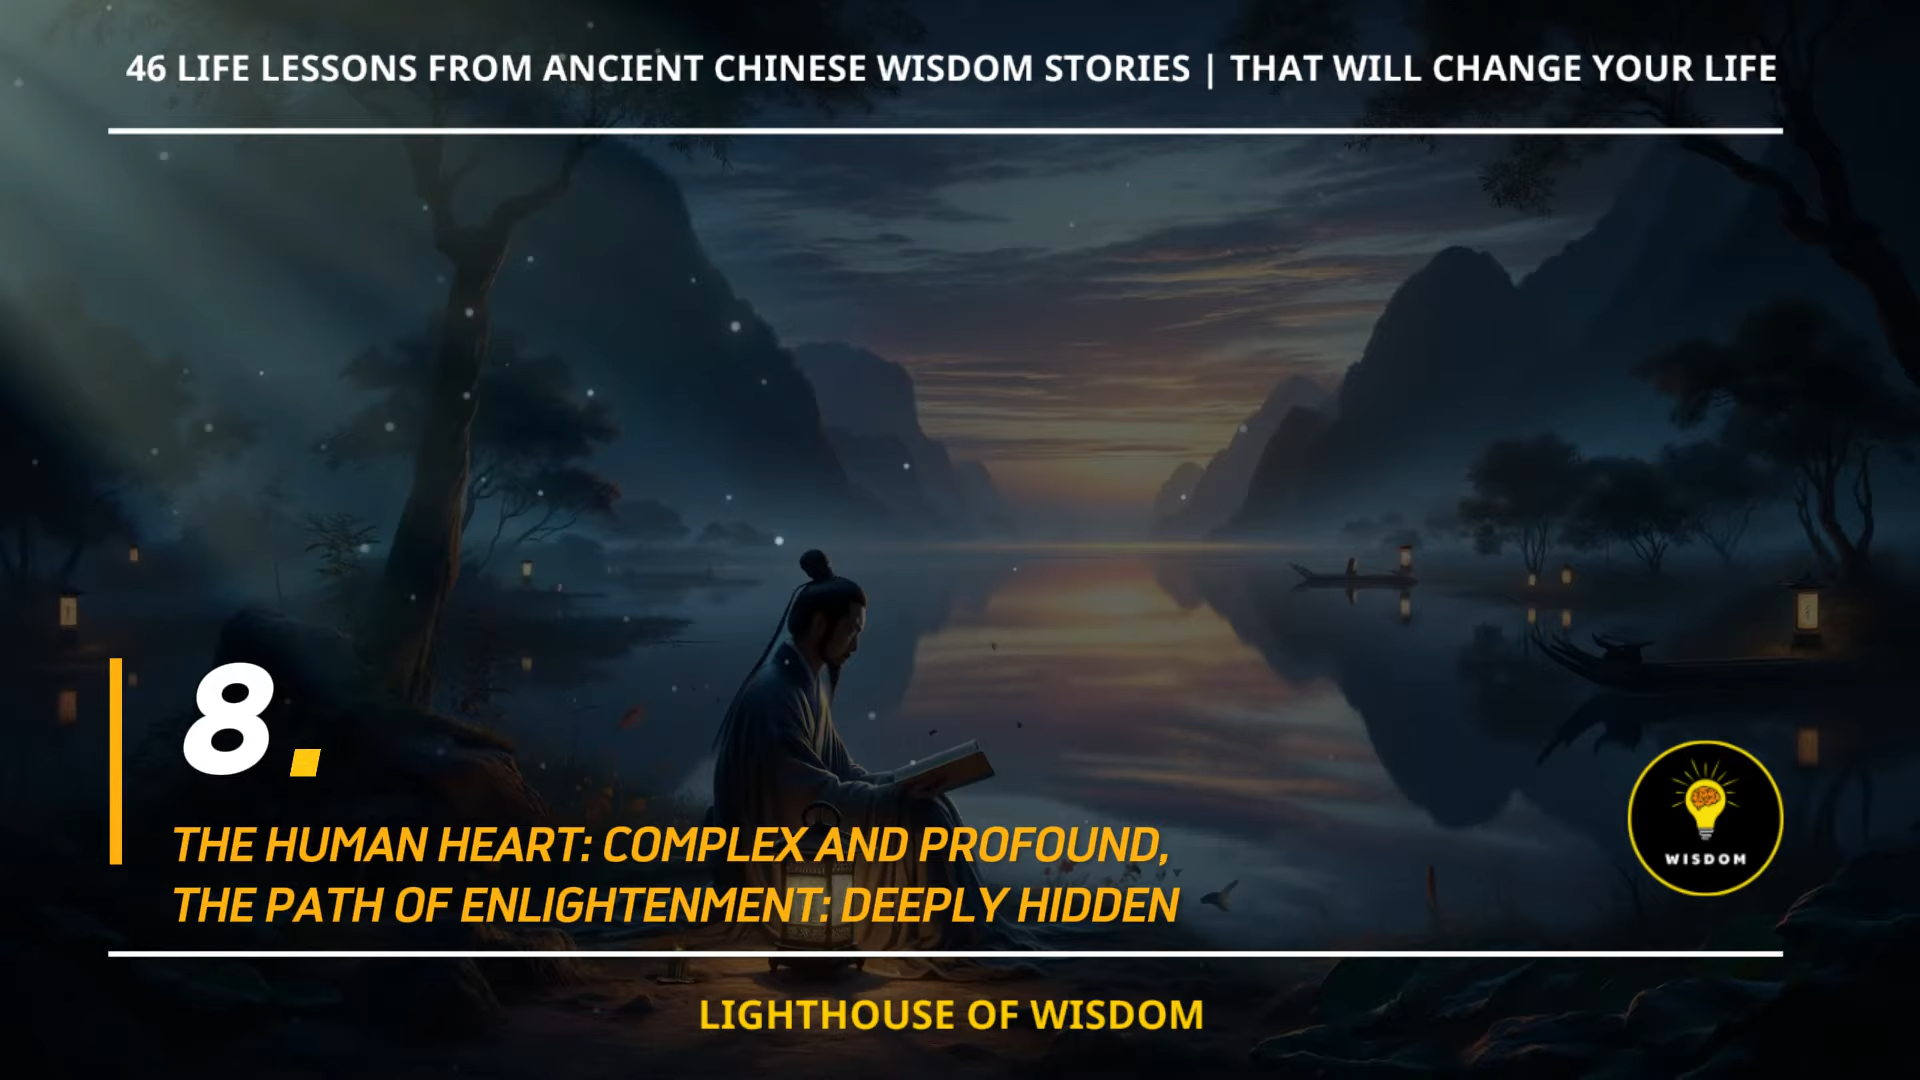 46 LIFE LESSONS FROM ANCIENT CHINESE WISDOM STORIES | THAT WILL CHANGE YOUR LIFE
8.
THE HUMAN HEART: COMPLEX AND PROFOUND,
THE PATH OF ENLIGHTENMENT: DEEPLY HIDDEN
WISDOM
LIGHTHOUSE OF WISDOM